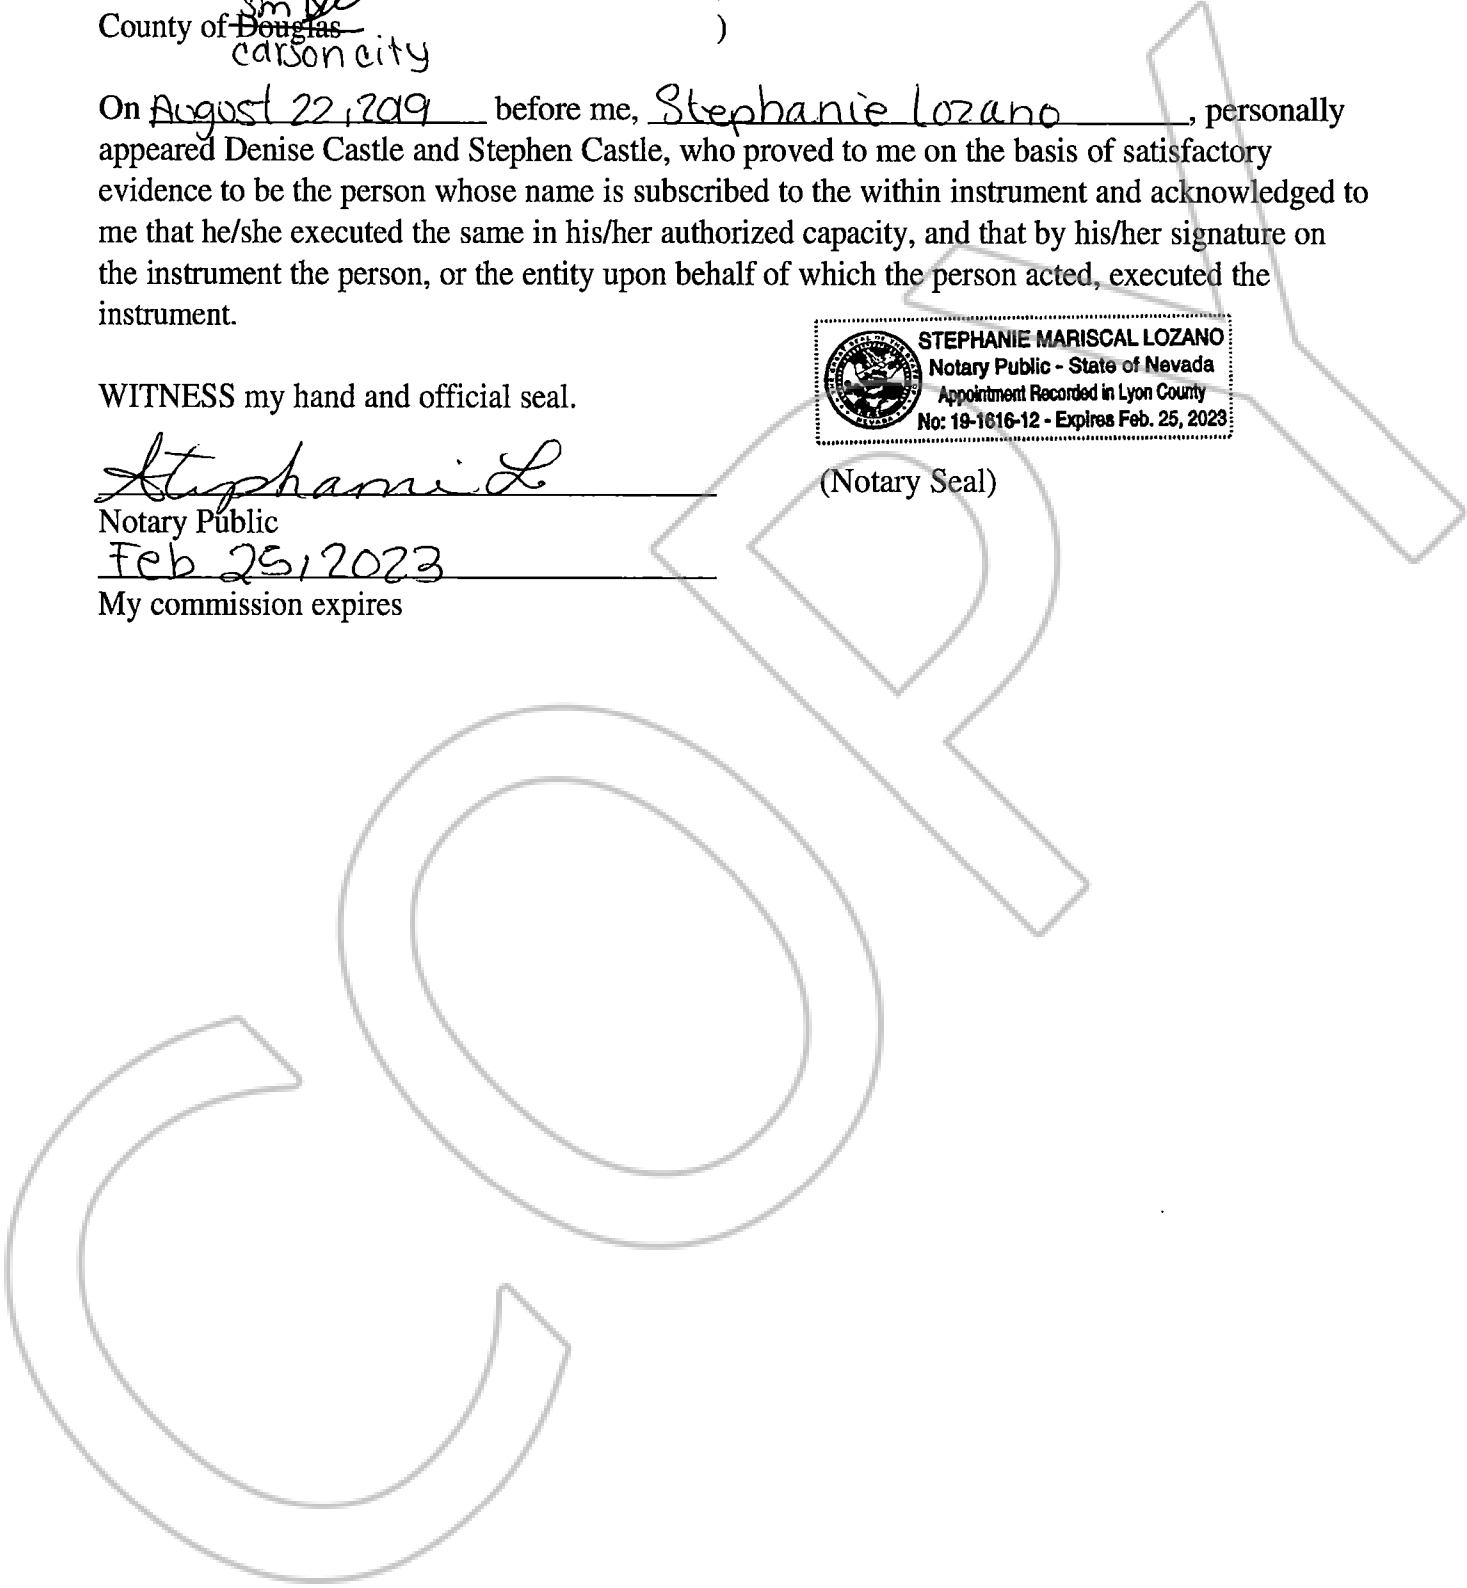 County of Douglas )
carson city
On August 22, 2019 before me, Stephanie Lozano, personally
appeared Denise Castle and Stephen Castle, who proved to me on the basis of satisfactory
evidence to be the person whose name is subscribed to the within instrument and acknowledged to
me that he/she executed the same in his/her authorized capacity, and that by his/her signature on
the instrument the person, or the entity upon behalf of which the person acted, executed the
instrument.
STEPHANIE MARISCAL LOZANO
Notary Public - State of Nevada
Appointment Recorded in Lyon County
No: 19-1616-12 - Expires Feb. 25, 2023
WITNESS my hand and official seal.
Stephanie L
(Notary Seal)
Notary Public
Feb 25, 2023
My commission expires
COPY